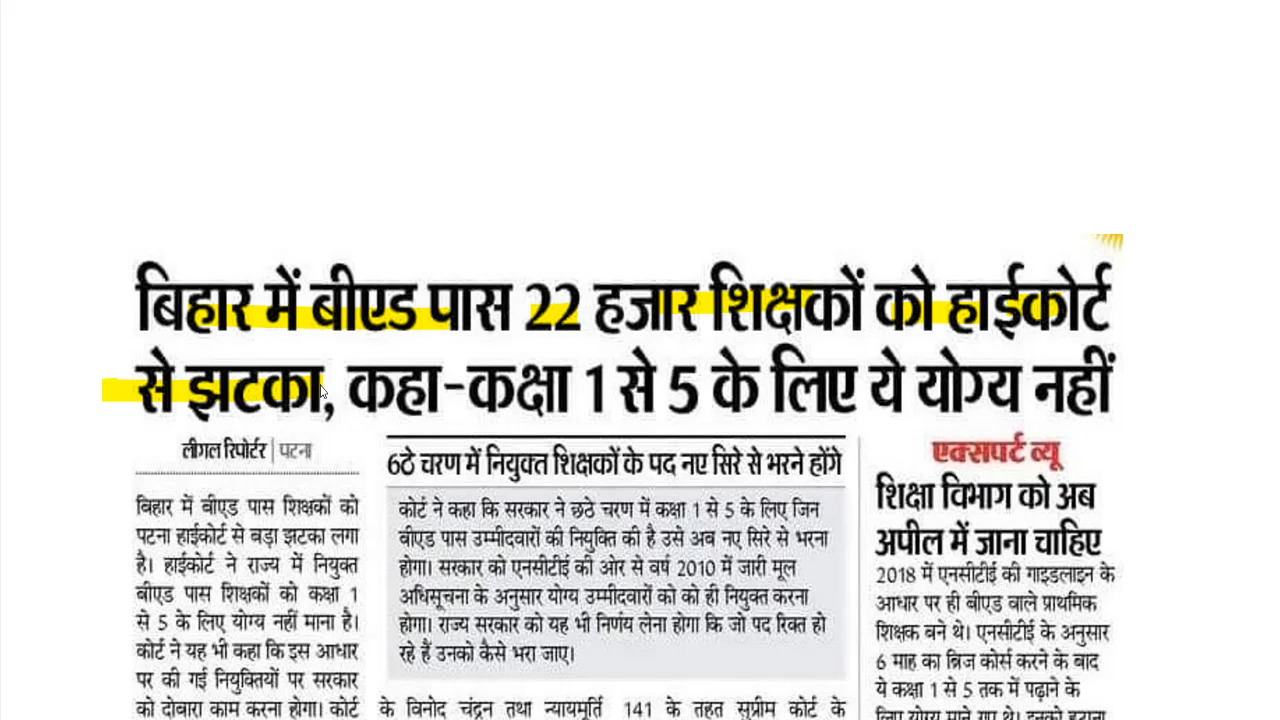 बिहार में बीएड पास 22 हजार शिक्षकों को हाईकोर्ट
से झटका, कहा-कक्षा 1 से 5 के लिए ये योग्य नहीं
लीगल रिपोर्टर | पटना
बिहार में बीएड पास शिक्षकों को
पटना हाईकोर्ट से बड़ा झटका लगा
है। हाईकोर्ट ने राज्य में नियुक्त
बीएड पास शिक्षकों को कक्षा 1
से 5 के लिए योग्य नहीं माना है।
कोर्ट ने यह भी कहा कि इस आधार
पर की गई नियुक्तियों पर सरकार
को दोबारा काम करना होगा। कोर्ट
6ठे चरण में नियुक्त शिक्षकों के पद नए सिरे से भरने होंगे
कोर्ट ने कहा कि सरकार ने छठे चरण में कक्षा 1 से 5 के लिए जिन
बीएड पास उम्मीदवारों की नियुक्ति की है उसे अब नए सिरे से भरना
होगा। सरकार को एनसीटीई की ओर से वर्ष 2010 में जारी मूल
अधिसूचना के अनुसार योग्य उम्मीदवारों को को ही नियुक्त करना
होगा। राज्य सरकार को यह भी निर्णय लेना होगा कि जो पद रिक्त हो
रहे हैं उनको कैसे भरा जाए।
के विनोद चंद्रन तथा न्यायमूर्ति
141 के तहत सुप्रीम कोर्ट के
एक्सपर्ट व्यू
शिक्षा विभाग को अब
अपील में जाना चाहिए
2018 में एनसीटीई की गाइडलाइन के
आधार पर ही बीएड वाले प्राथमिक
शिक्षक बने थे। एनसीटीई के अनुसार
6 माह का ब्रिज कोर्स करने के बाद
ये कक्षा 1 से 5 तक में पढ़ाने के
लिए योग्य माने गए थे। इनको हटाना